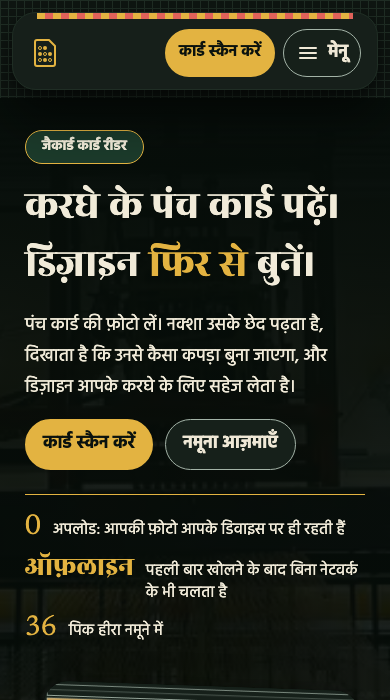 कार्ड स्कैन करें
मेनू
जैकार्ड कार्ड रीडर
करघे के पंच कार्ड पढ़ें।
डिज़ाइन फिर से बुनें।
पंच कार्ड की फ़ोटो लें। नक्शा उसके छेद पढ़ता है,
दिखाता है कि उनसे कैसा कपड़ा बुना जाएगा, और
डिज़ाइन आपके करघे के लिए सहेज लेता है।
कार्ड स्कैन करें
नमूना आज़माएँ
0 अपलोड: आपकी फ़ोटो आपके डिवाइस पर ही रहती हैं
ऑफ़लाइन पहली बार खोलने के बाद बिना नेटवर्क
के भी चलता है
36 पिक हीरा नमूने में